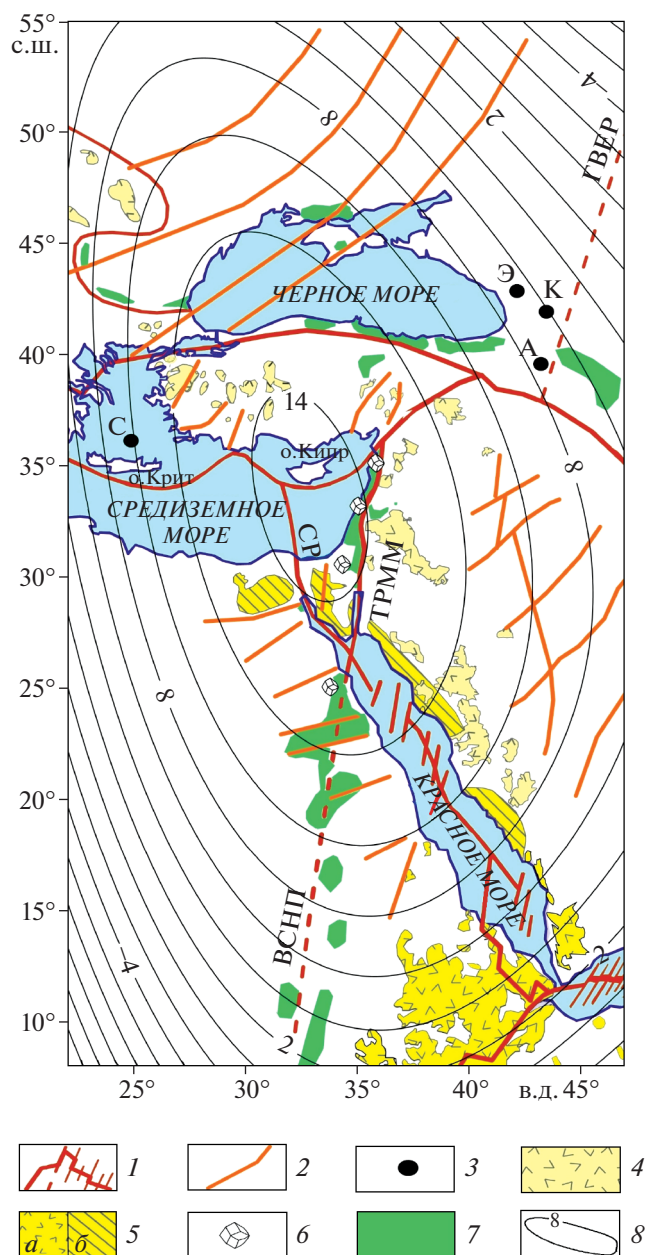 55°
с.ш.
50°
45°
40°
35°
30°
25°
20°
15°
10°
25°
30°
35°
40°
в.д. 45°
8
4
2
ГВЕР
Э
К
А
ЧЕРНОЕ МОРЕ
14
С
о.Кипр
о.Крит
СРЕДИЗЕМНОЕ
МОРЕ
СР
ТРММ
8
8
КРАСНОЕ МОРЕ
ВСНП
4
2
2
1
2
3
4
а
б
5
6
7
8
8